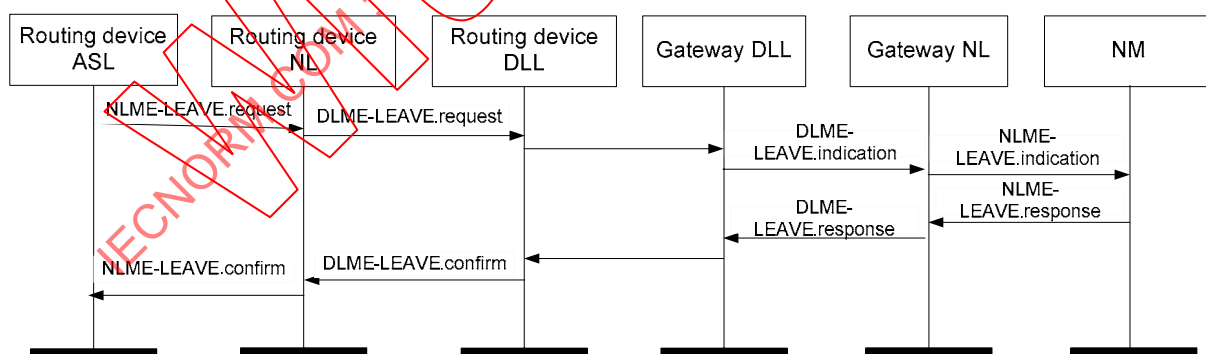 Routing device
ASL
Routing device
NL
Routing device
DLL
Gateway DLL
Gateway NL
NM
NLME-LEAVE.request
DLME-LEAVE.request
DLME-
LEAVE.indication
NLME-
LEAVE.indication
NLME-
LEAVE.response
DLME-
LEAVE.response
NLME-LEAVE.confirm
DLME-LEAVE.confirm
IECNORM.COM